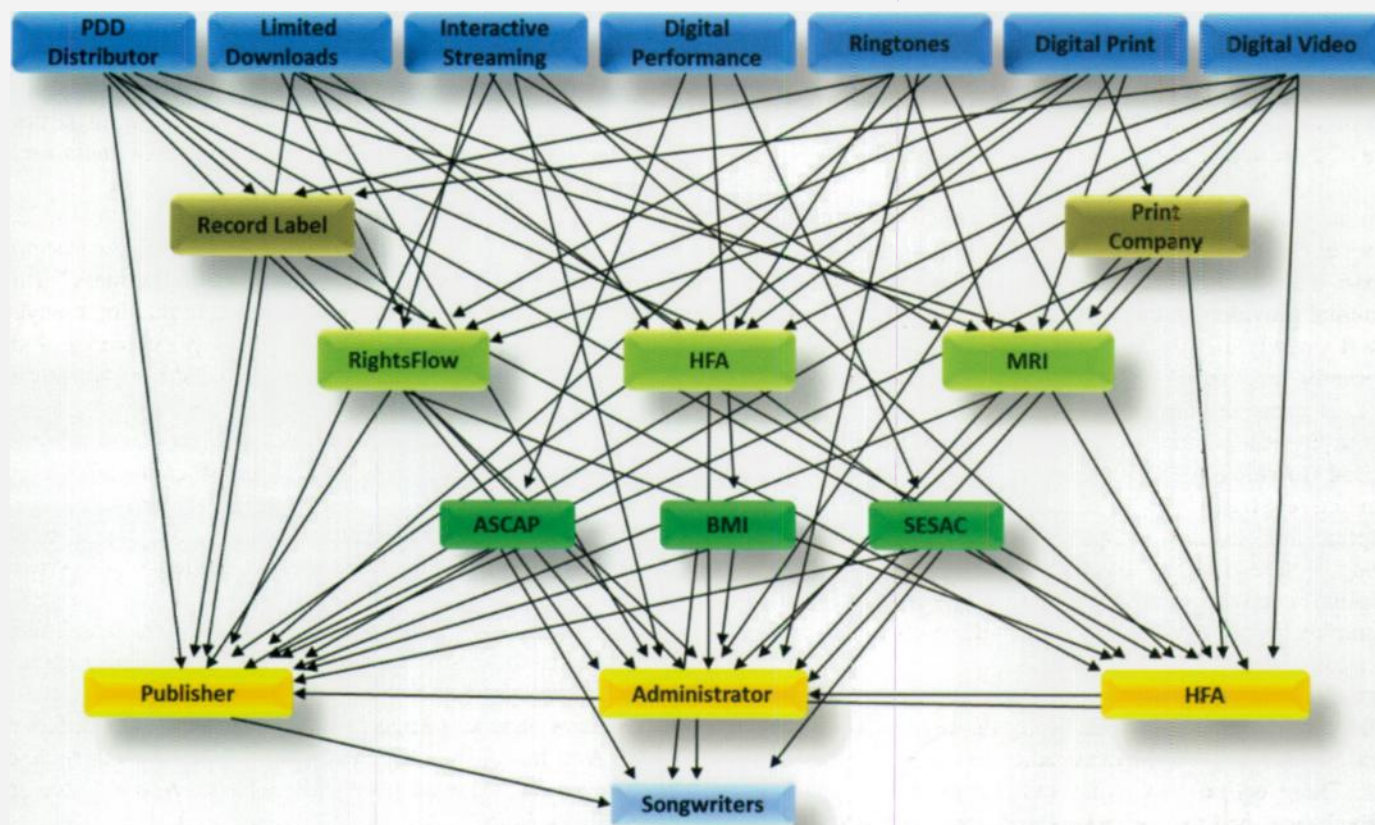 PDD
Distributor
Limited
Downloads
Interactive
Streaming
Digital
Performance
Ringtones
Digital Print
Digital Video
Record Label
Print
Company
RightsFlow
HFA
MRI
ASCAP
BMI
SESAC
Publisher
Administrator
HFA
Songwriters